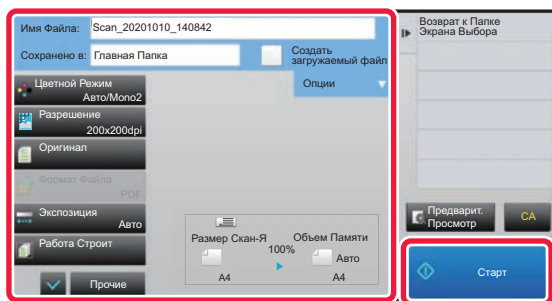 Имя Файла:
Scan_20201010_140842
Сохранено в:
Главная Папка
Создать
загружаемый файл
Опции
Цветной Режим
Авто/Mono2
Разрешение
200x200dpi
Оригинал
Формат Файла
PDF
Экспозиция
Авто
Работа Строит
Прочие
Размер Скан-Я
100%
Объем Памяти
Авто
A4
A4
Возврат к Папке
Экрана Выбора
Предварит.
Просмотр
CA
Старт